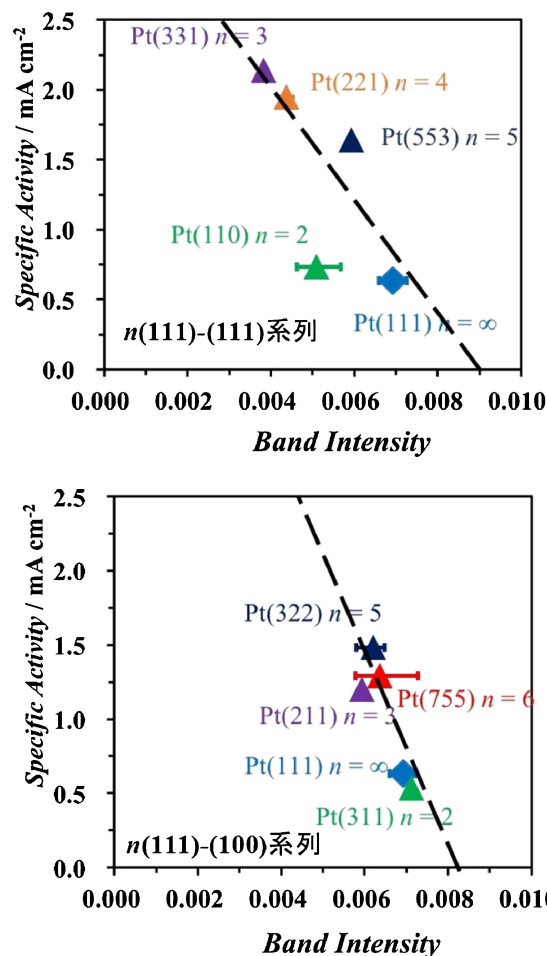 2.5
Pt(331) n = 3
2.0
Pt(221) n = 4
1.5
Pt(553) n = 5
Specific Activity / mA cm⁻²
1.0
Pt(110) n = 2
0.5
Pt(111) n = ∞
n(111)-(111)系列
0.0
0.000 0.002 0.004 0.006 0.008 0.010
Band Intensity
2.5
2.0
Pt(322) n = 5
1.5
Specific Activity / mA cm⁻²
Pt(755) n = 6
1.0
Pt(211) n = 3
Pt(111) n = ∞
0.5
Pt(311) n = 2
n(111)-(100)系列
0.0
0.000 0.002 0.004 0.006 0.008 0.010
Band Intensity